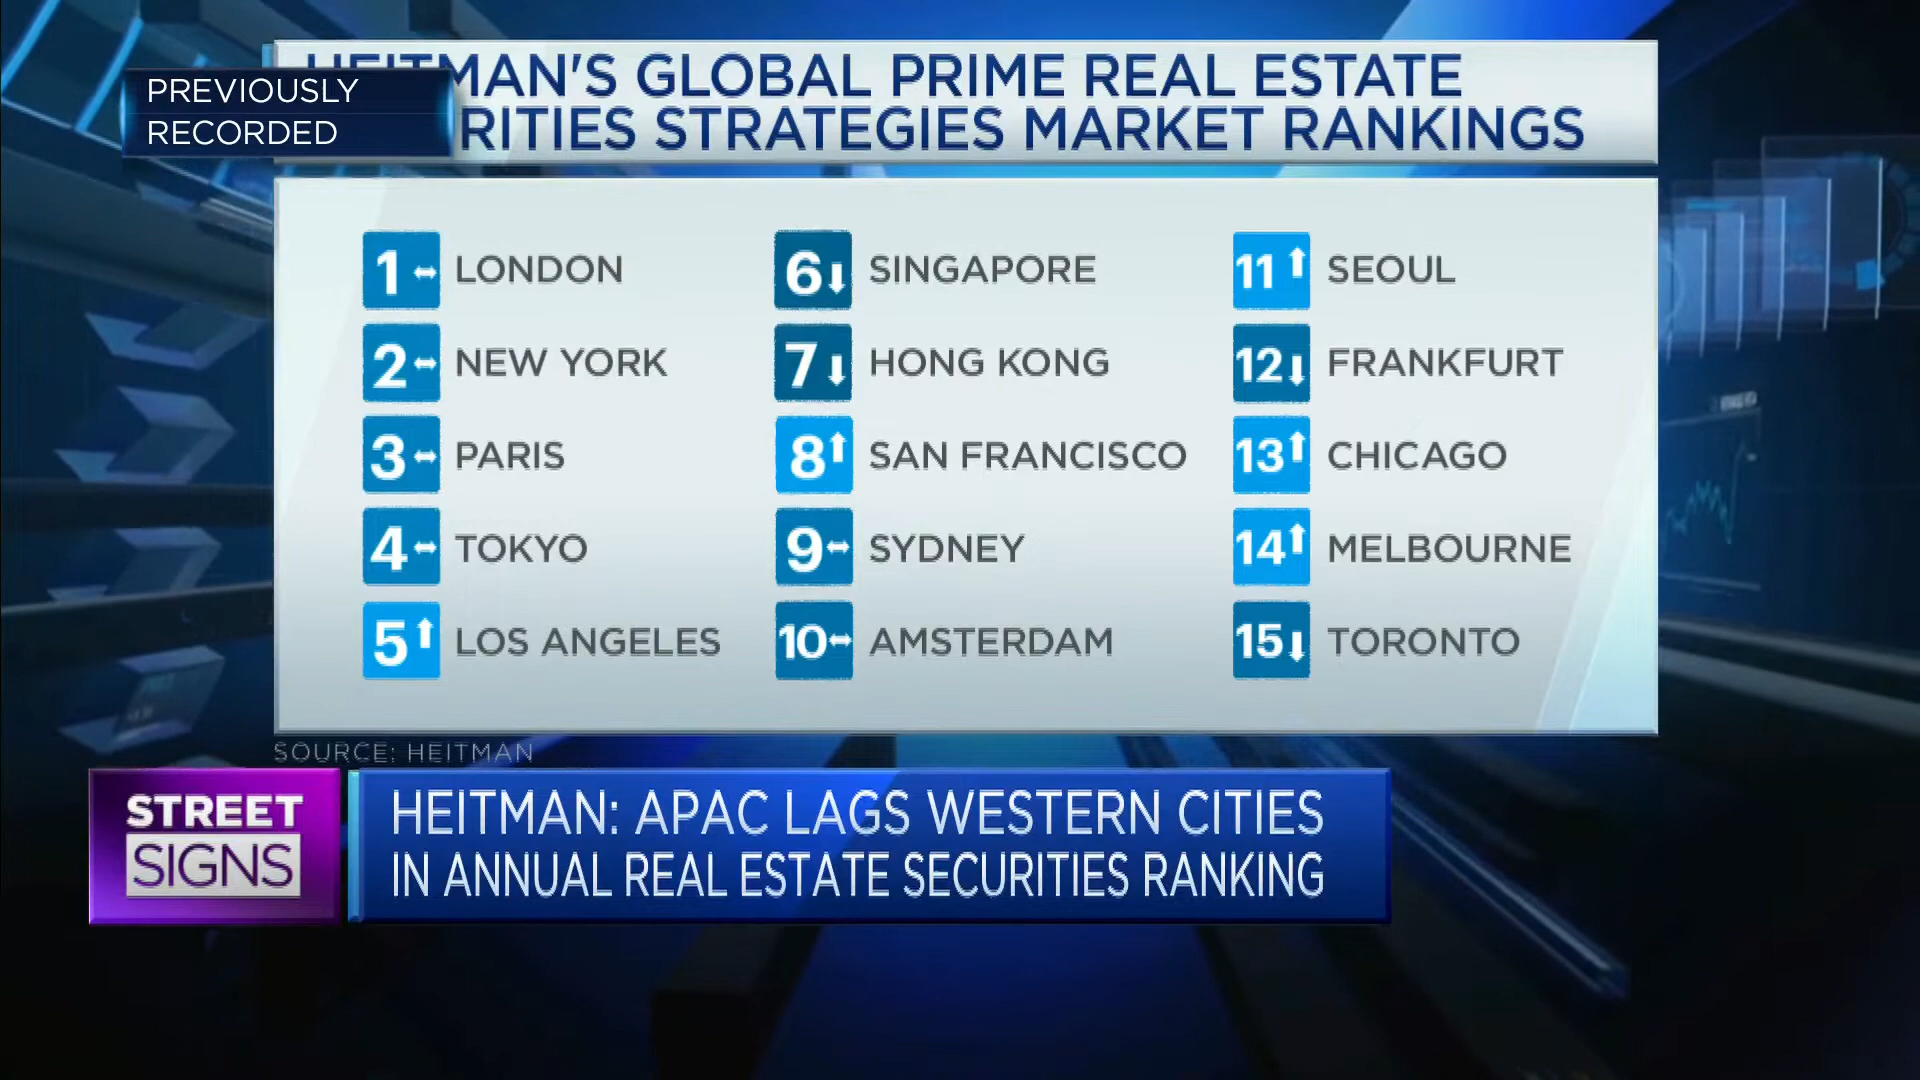 PREVIOUSLY
RECORDED
HEITMAN'S GLOBAL PRIME REAL ESTATE
RITIES STRATEGIES MARKET RANKINGS
1 ↔ LONDON
2 ↔ NEW YORK
3 ↔ PARIS
4 ↔ TOKYO
5 ⬆ LOS ANGELES
6 ⬇ SINGAPORE
7 ⬇ HONG KONG
8 ⬆ SAN FRANCISCO
9 ↔ SYDNEY
10 ↔ AMSTERDAM
11 ⬆ SEOUL
12 ⬇ FRANKFURT
13 ⬆ CHICAGO
14 ⬆ MELBOURNE
15 ⬇ TORONTO
SOURCE: HEITMAN
STREET
SIGNS
HEITMAN: APAC LAGS WESTERN CITIES
IN ANNUAL REAL ESTATE SECURITIES RANKING